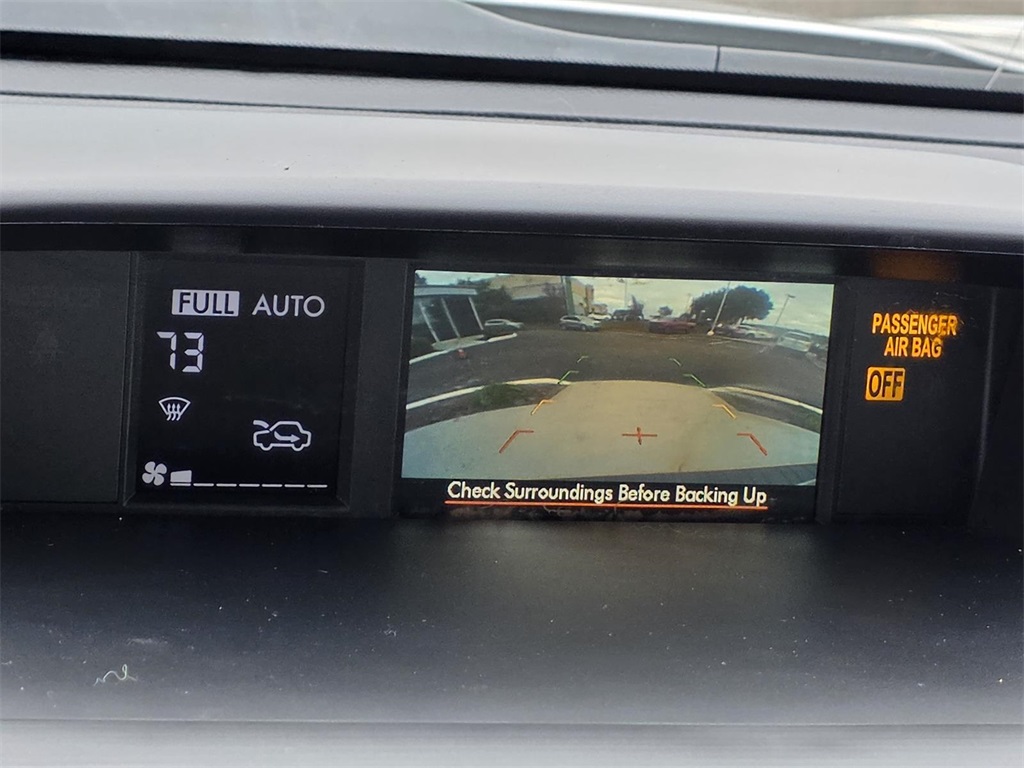 FULL AUTO
73
Check Surroundings Before Backing Up
PASSENGER
AIR BAG
OFF